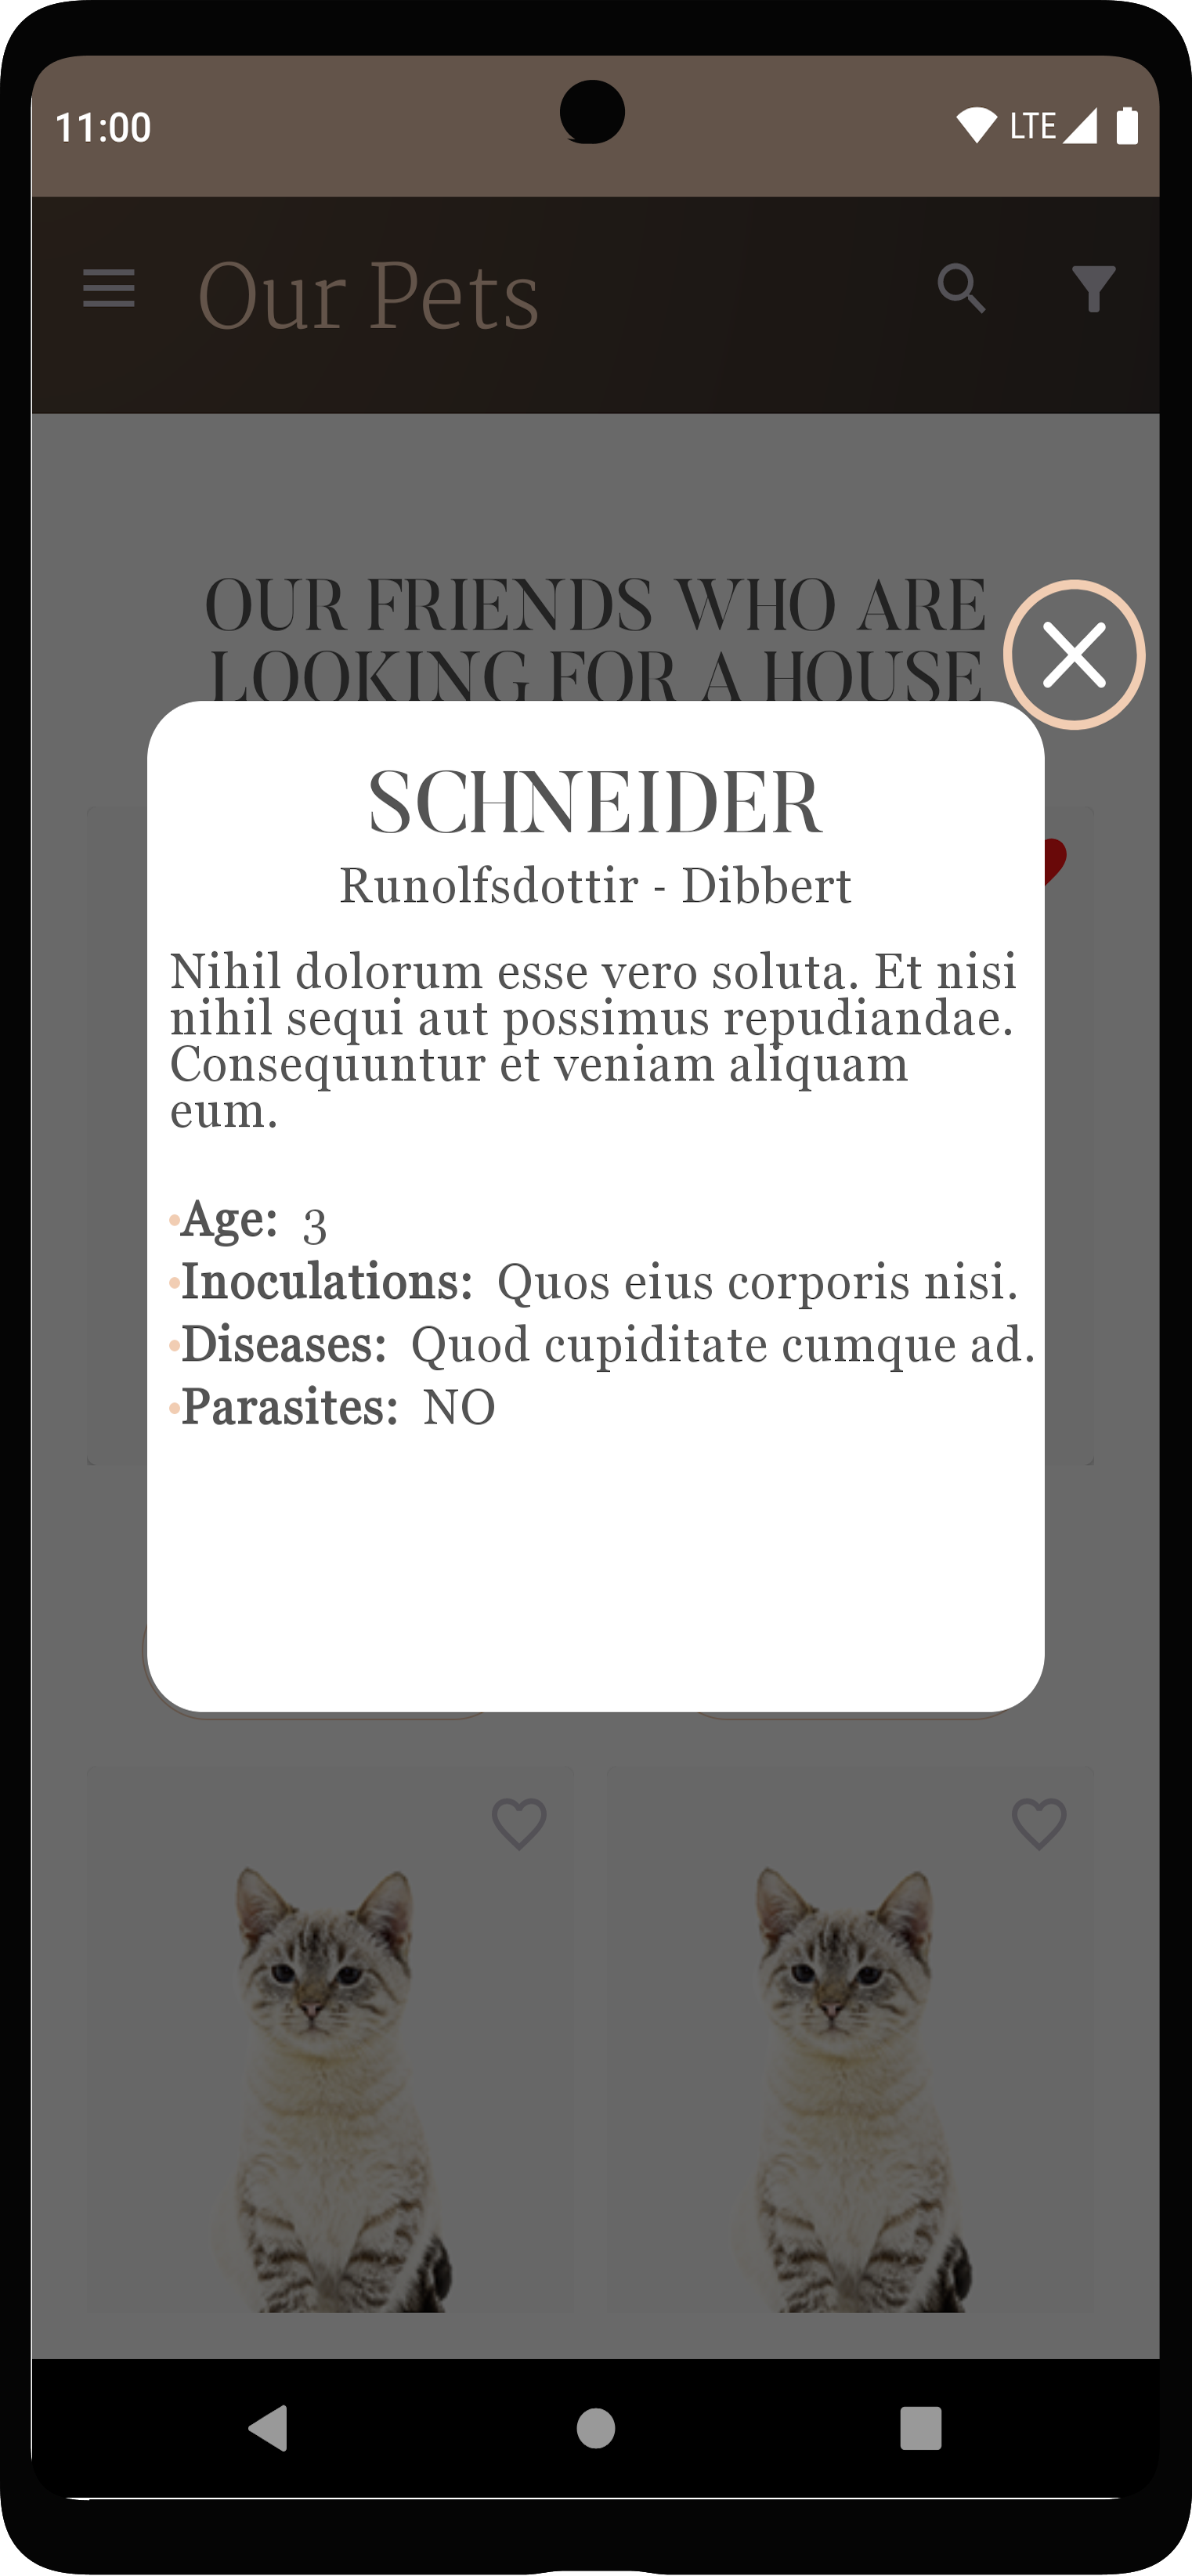 11:00
LTE
Our Pets
OUR FRIENDS WHO ARE
LOOKING FOR A HOUSE
SCHNEIDER
Runolfsdottir - Dibbert
Nihil dolorum esse vero soluta. Et nisi
nihil sequi aut possimus repudiandae.
Consequuntur et veniam aliquam
eum.
•Age: 3
•Inoculations: Quos eius corporis nisi.
•Diseases: Quod cupiditate cumque ad.
•Parasites: NO